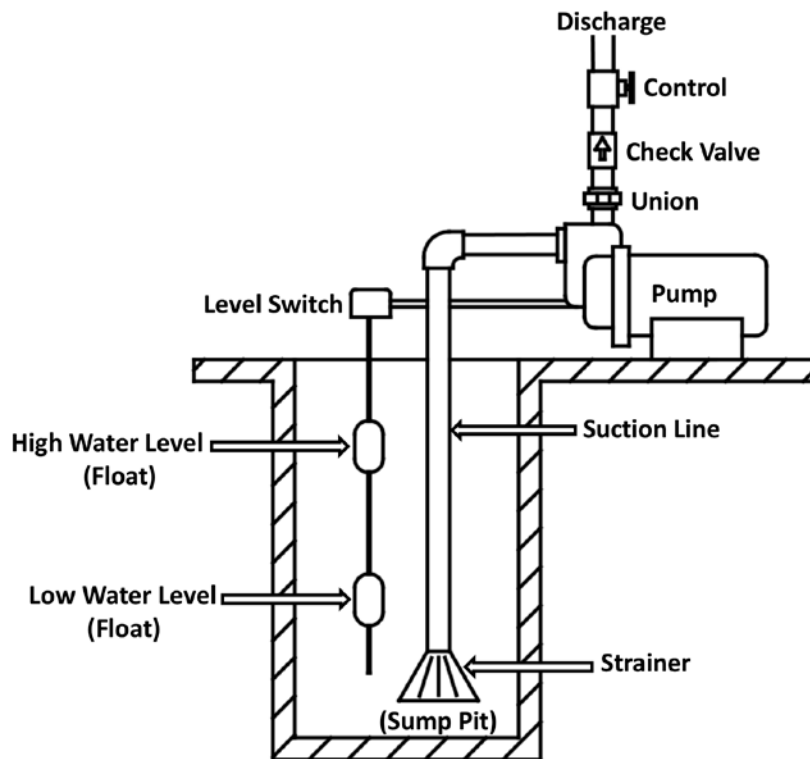 Discharge
Control
Check Valve
Union
Pump
Level Switch
High Water Level
(Float)
Suction Line
Low Water Level
(Float)
Strainer
(Sump Pit)